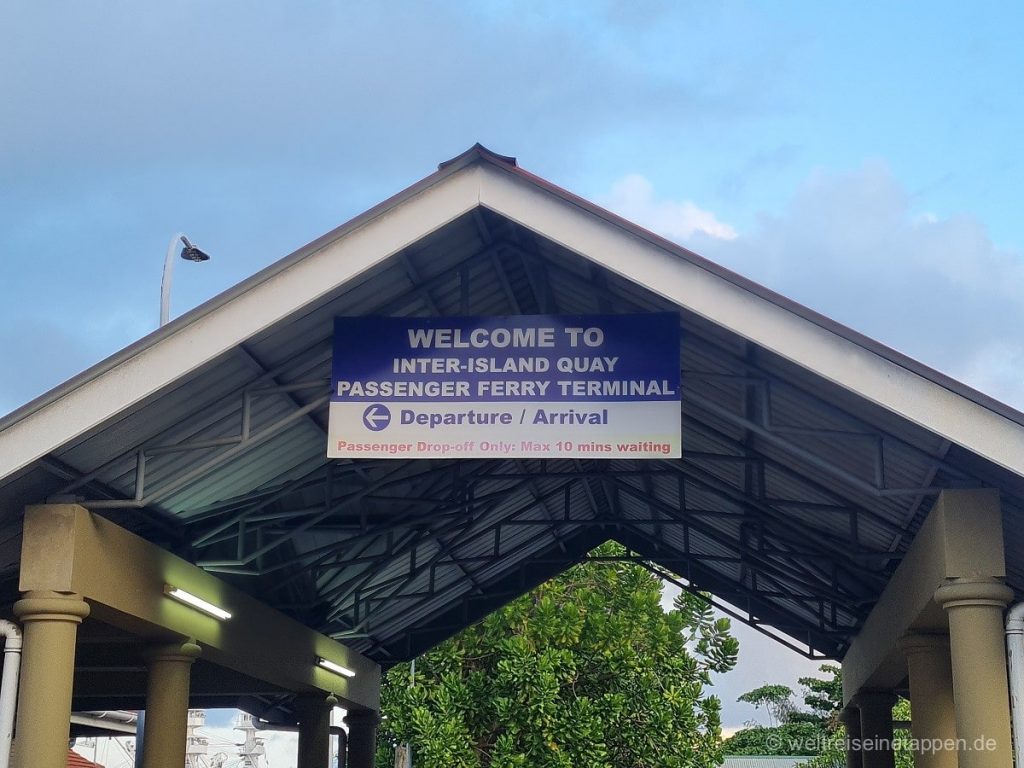 WELCOME TO
INTER-ISLAND QUAY
PASSENGER FERRY TERMINAL
Departure / Arrival
Passenger Drop-off Only: Max 10 mins waiting
© weltreiseinetappen.de